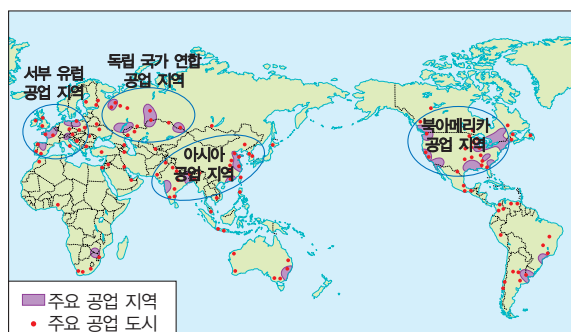 서부 유럽
공업 지역
독립 국가 연합
공업 지역
아시아
공업 지역
북아메리카
공업 지역
주요 공업 지역
주요 공업 도시